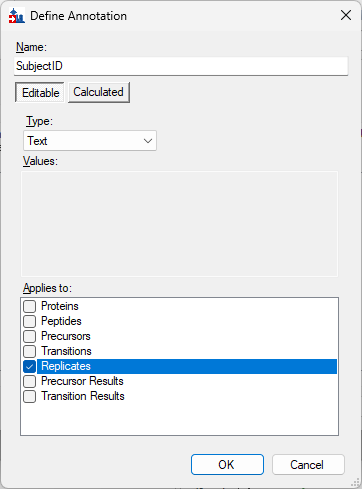 Define Annotation
Name:
SubjectID
Editable Calculated
Type:
Text
Values:
Applies to:
Proteins
Peptides
Precursors
Transitions
Replicates
Precursor Results
Transition Results
OK Cancel